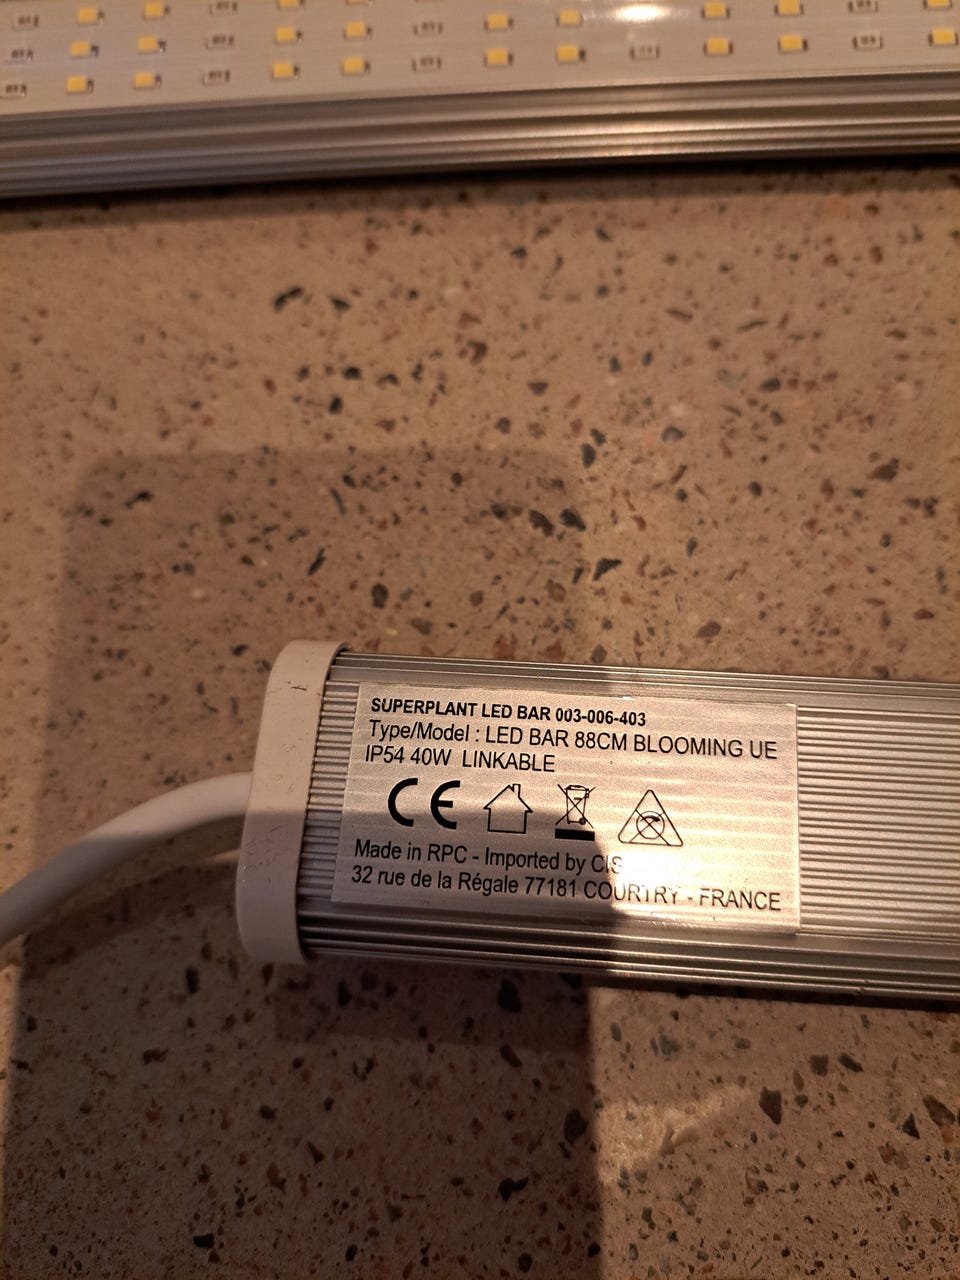 SUPERPLANT LED BAR 003-006-403
Type/Model : LED BAR 88CM BLOOMING UE
IP54 40W LINKABLE
CE
Made in RPC - Imported by CIS
32 rue de la Régale 77181 COURTRY - FRANCE